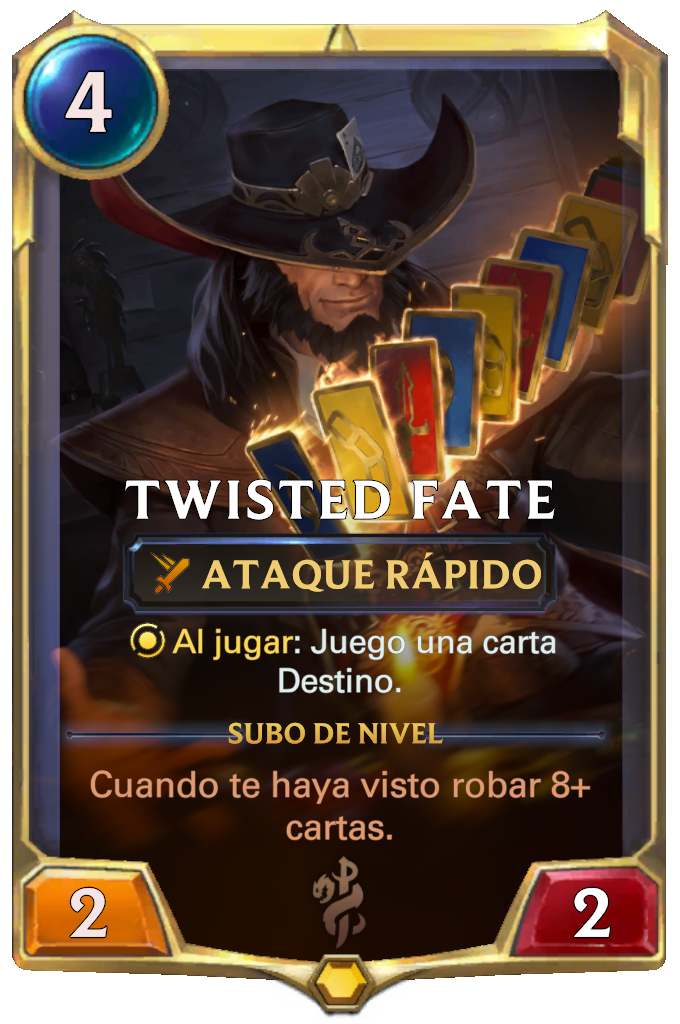 4
TWISTED FATE
ATAQUE RÁPIDO
Al jugar: Juego una carta
Destino.
SUBO DE NIVEL
Cuando te haya visto robar 8+
cartas.
2
2